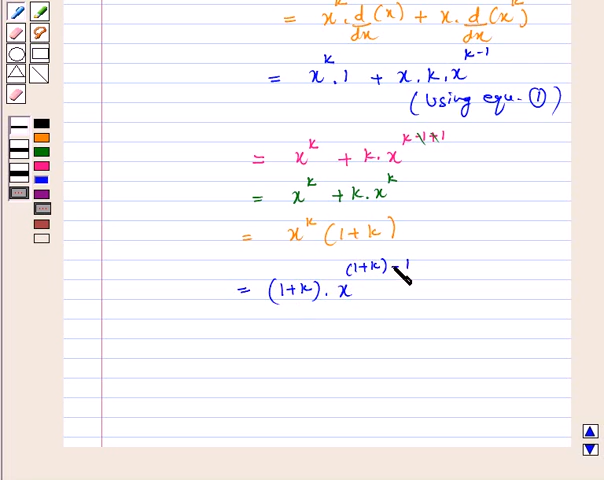 = x^k · d/dx (x) + x · d/dx (x^k)
= x^k · 1 + x · k · x^(k-1)
(Using equ. ①)
= x^k + k · x^(k-1+1)
= x^k + k · x^k
= x^k (1+k)
= (1+k) · x^((1+k)-1)